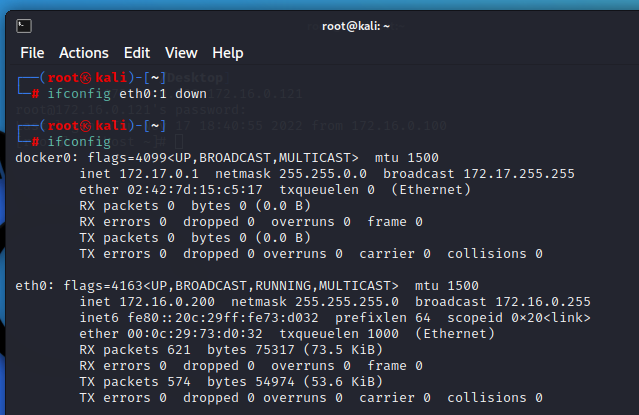 root@kali: ~
File Actions Edit View Help
┌──(root㉿kali)-[~]
└─# ifconfig eth0:1 down
┌──(root㉿kali)-[~]
└─# ifconfig
docker0: flags=4099<UP,BROADCAST,MULTICAST>  mtu 1500
inet 172.17.0.1  netmask 255.255.0.0  broadcast 172.17.255.255
ether 02:42:7d:15:c5:17  txqueuelen 0  (Ethernet)
RX packets 0  bytes 0 (0.0 B)
RX errors 0  dropped 0  overruns 0  frame 0
TX packets 0  bytes 0 (0.0 B)
TX errors 0  dropped 0 overruns 0  carrier 0  collisions 0
eth0: flags=4163<UP,BROADCAST,RUNNING,MULTICAST>  mtu 1500
inet 172.16.0.200  netmask 255.255.255.0  broadcast 172.16.0.255
inet6 fe80::20c:29ff:fe73:d032  prefixlen 64  scopeid 0×20<link>
ether 00:0c:29:73:d0:32  txqueuelen 1000  (Ethernet)
RX packets 621  bytes 75317 (73.5 KiB)
RX errors 0  dropped 0  overruns 0  frame 0
TX packets 574  bytes 54974 (53.6 KiB)
TX errors 0  dropped 0 overruns 0  carrier 0  collisions 0